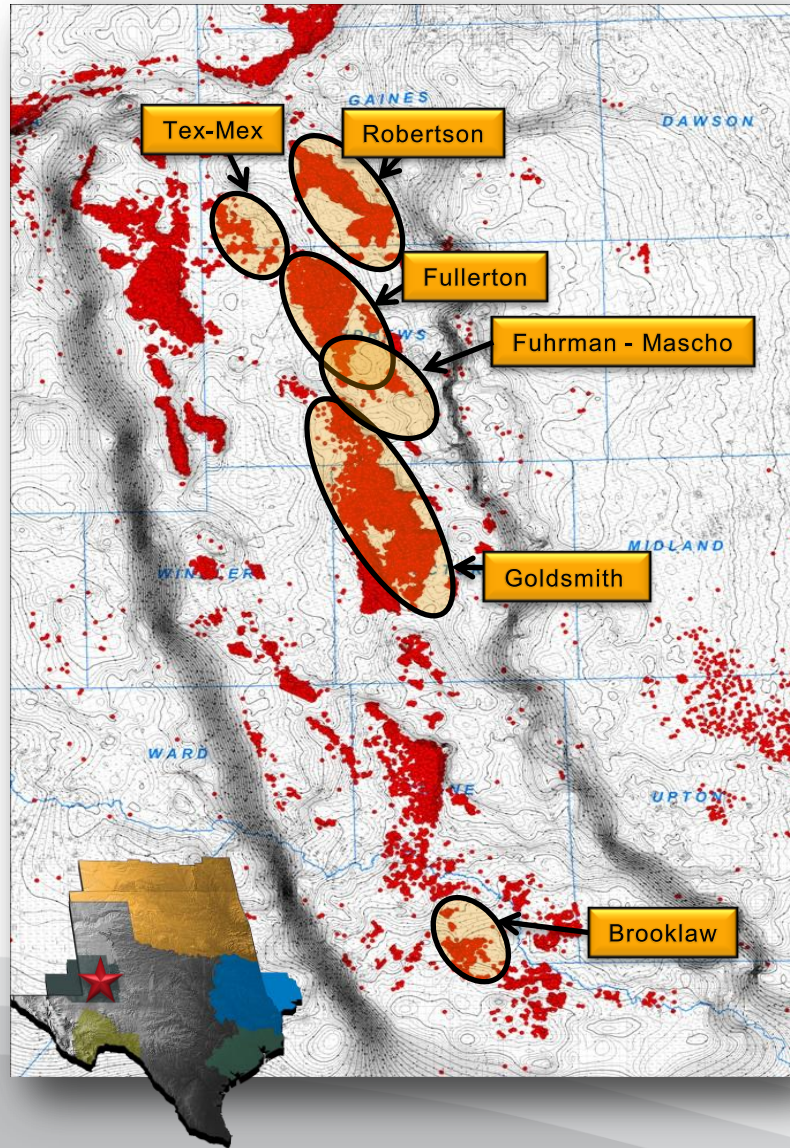 GAINES
DAWSON
Tex-Mex
Robertson
Fullerton
Fuhrman - Mascho
MIDLAND
Goldsmith
WARD
UPTON
Brooklaw